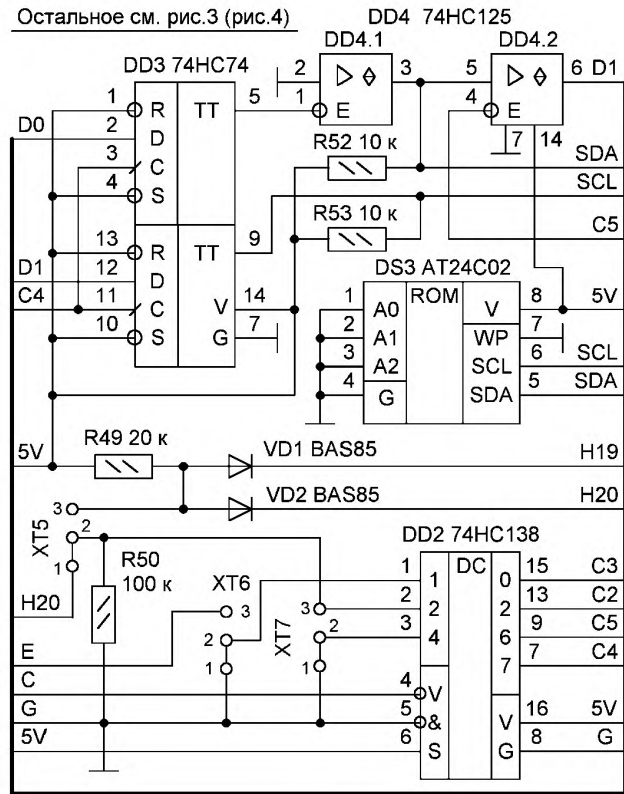 Остальное см. рис.3 (рис.4)
DD4 74HC125
DD4.1
DD4.2
DD3 74HC74
2
3
5
6 D1
1
E
4
E
7
14
1
R
TT
5
D0
2
D
3
C
4
S
R52 10 к
SDA
SCL
R53 10 к
C5
13
R
TT
9
D1
12
D
C4
11
C
V
14
10
S
G
7
DS3 AT24C02
1
A0
ROM
V
8
5V
2
A1
WP
7
3
A2
SCL
6
SCL
4
G
SDA
5
SDA
5V
R49 20 к
VD1 BAS85
H19
VD2 BAS85
H20
XT5
3
2
1
R50
100 к
H20
XT6
3
2
1
XT7
3
2
1
DD2 74HC138
1
1
DC
0
15
C3
2
2
2
13
C2
3
4
6
9
C5
7
7
C4
E
C
4
V
G
5
&
V
16
5V
5V
6
S
G
8
G